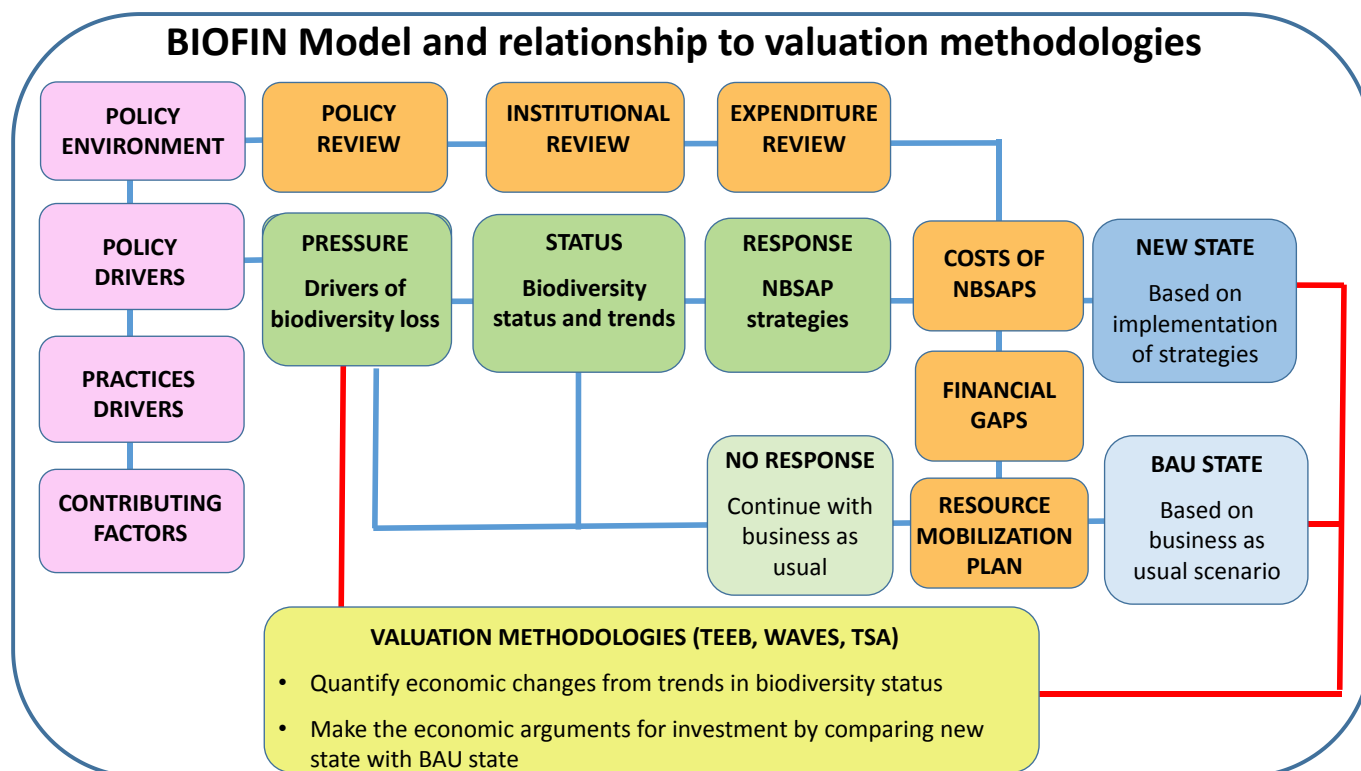 BIOFIN Model and relationship to valuation methodologies
POLICY
ENVIRONMENT
POLICY
REVIEW
INSTITUTIONAL
REVIEW
EXPENDITURE
REVIEW
POLICY
DRIVERS
PRESSURE
Drivers of
biodiversity loss
STATUS
Biodiversity
status and trends
RESPONSE
NBSAP
strategies
COSTS OF
NBSAPS
NEW STATE
Based on
implementation
of strategies
PRACTICES
DRIVERS
FINANCIAL
GAPS
CONTRIBUTING
FACTORS
NO RESPONSE
Continue with
business as
usual
RESOURCE
MOBILIZATION
PLAN
BAU STATE
Based on
business as
usual scenario
VALUATION METHODOLOGIES (TEEB, WAVES, TSA)
• Quantify economic changes from trends in biodiversity status
• Make the economic arguments for investment by comparing new
state with BAU state